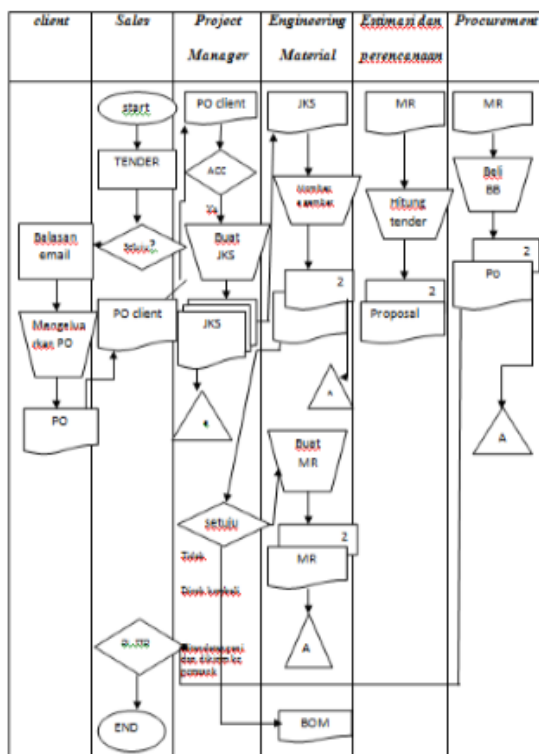 client
Sales
Project
Manager
Engineering
Material
Estimasi dan
perencanaan
Procurement
start
TENDER
Balasan
email
Mengelua
rkan PO
PO
PO client
END
PO client
ACC
Ya
Buat
JKS
JKS
setuju
Tidak
JKS
2
Buat
MR
2
MR
A
BOM
MR
Hitung
tender
2
Proposal
MR
Beli
BB
2
PO
A